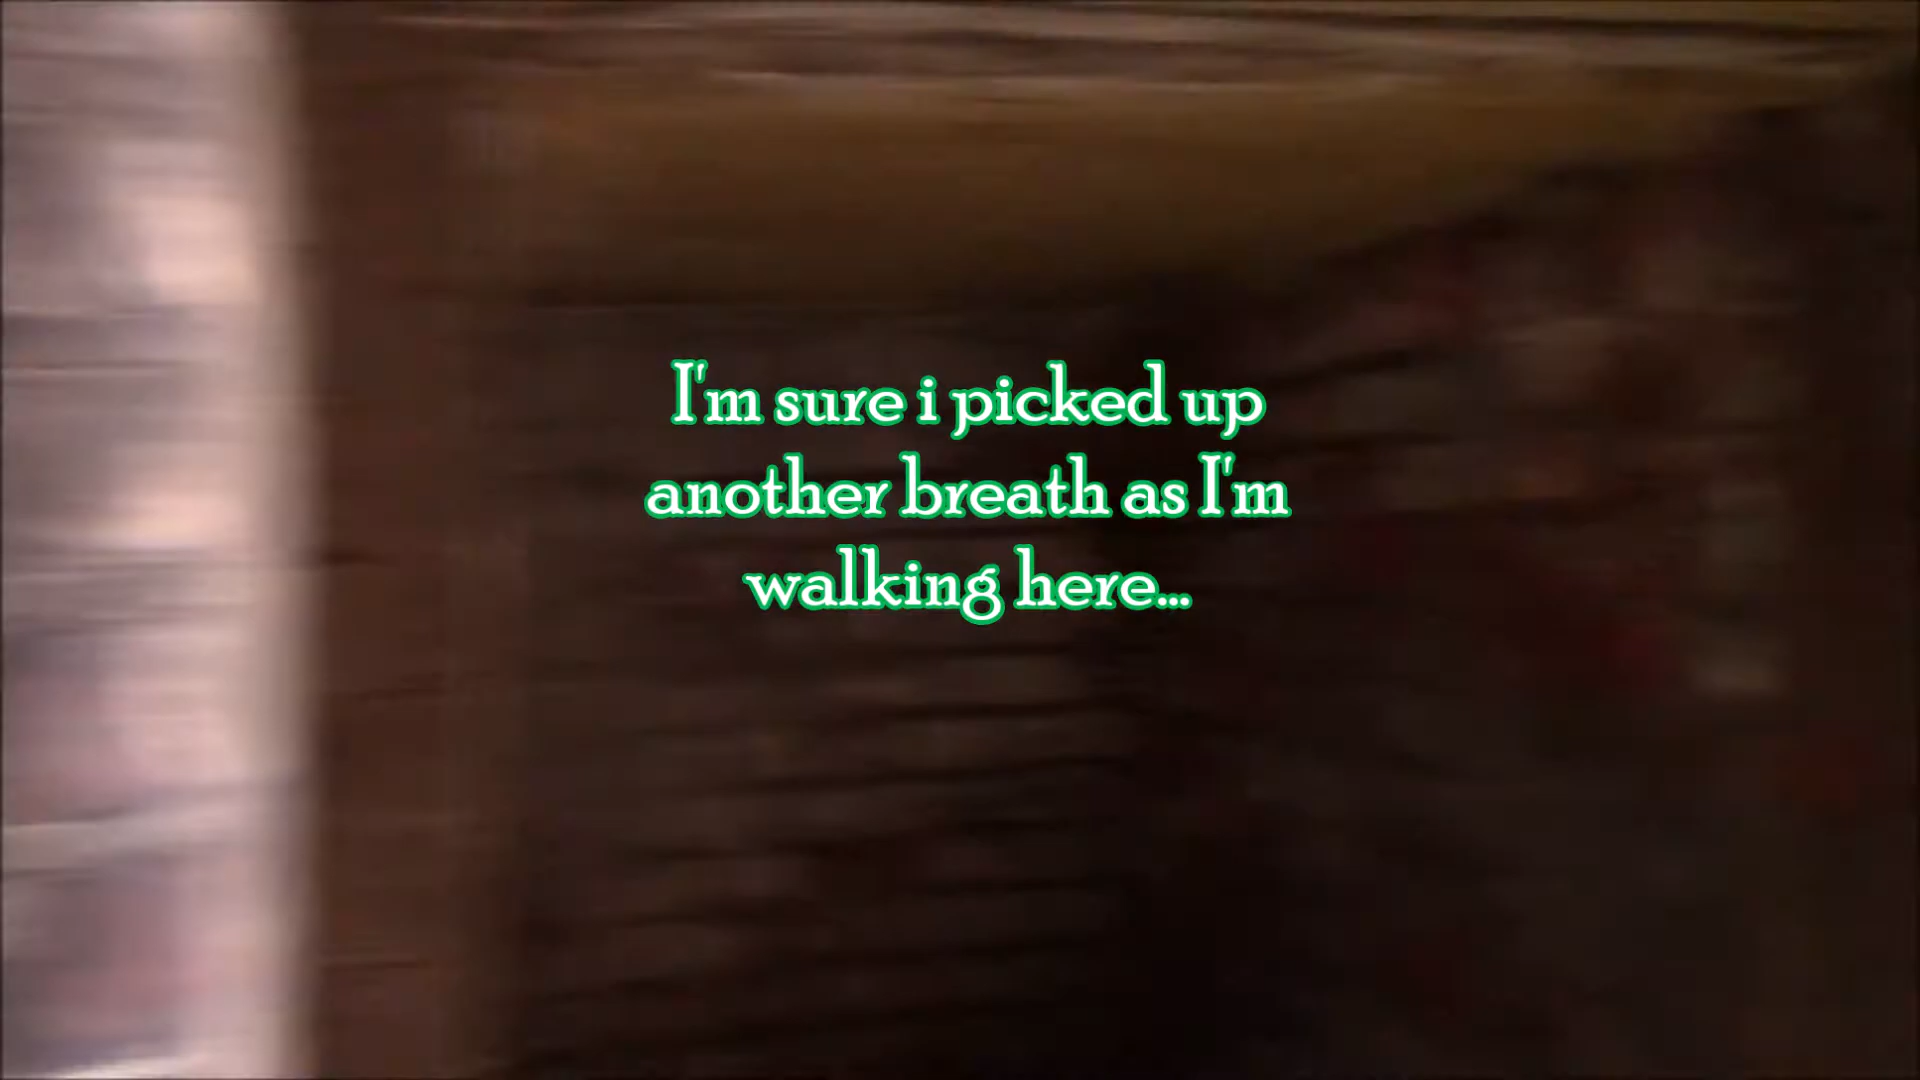 I'm sure i picked up
another breath as I'm
walking here...